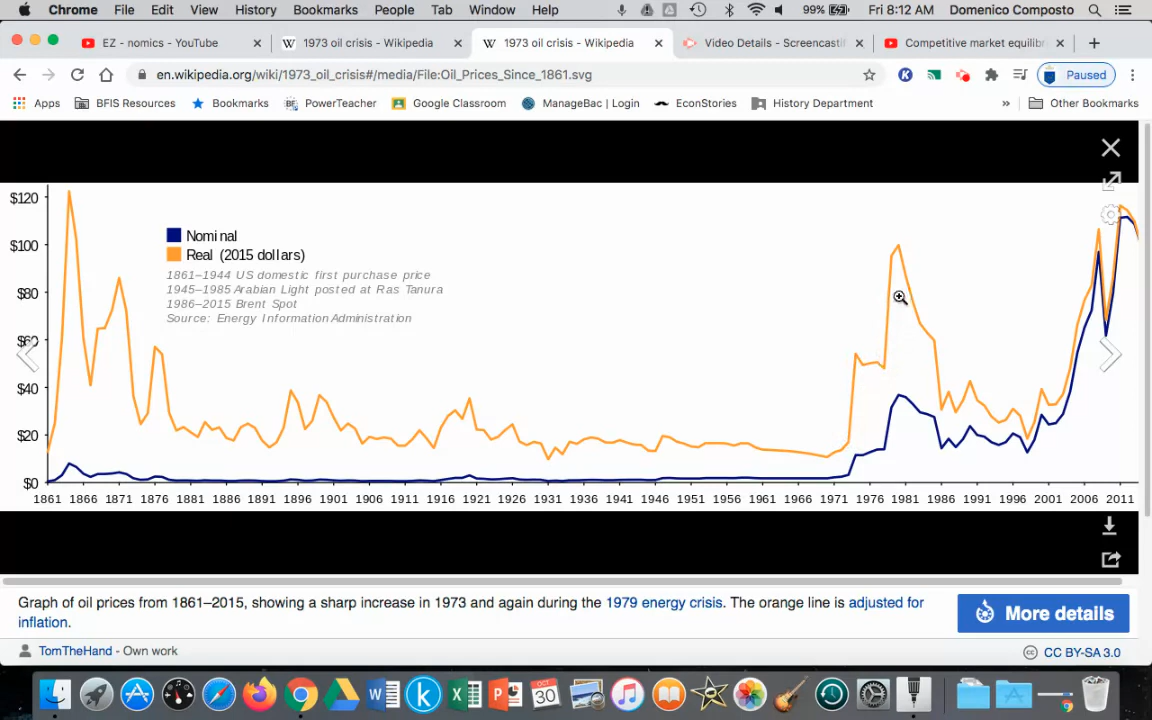 Chrome File Edit View History Bookmarks People Tab Window Help 99% Fri 8:12 AM Domenico Composto
EZ - nomics - YouTube 1973 oil crisis - Wikipedia 1973 oil crisis - Wikipedia Video Details - Screencastif Competitive market equilibr
en.wikipedia.org/wiki/1973_oil_crisis#/media/File:Oil_Prices_Since_1861.svg Paused
Apps BFIS Resources Bookmarks PowerTeacher Google Classroom ManageBac | Login EconStories History Department » Other Bookmarks
$120
$100
$80
$60
$40
$20
$0
Nominal
Real (2015 dollars)
1861–1944 US domestic first purchase price
1945–1985 Arabian Light posted at Ras Tanura
1986–2015 Brent Spot
Source: Energy Information Administration
1861 1866 1871 1876 1881 1886 1891 1896 1901 1906 1911 1916 1921 1926 1931 1936 1941 1946 1951 1956 1961 1966 1971 1976 1981 1986 1991 1996 2001 2006 2011
Graph of oil prices from 1861–2015, showing a sharp increase in 1973 and again during the 1979 energy crisis. The orange line is adjusted for
inflation.
More details
TomTheHand - Own work
CC BY-SA 3.0
OCT
30